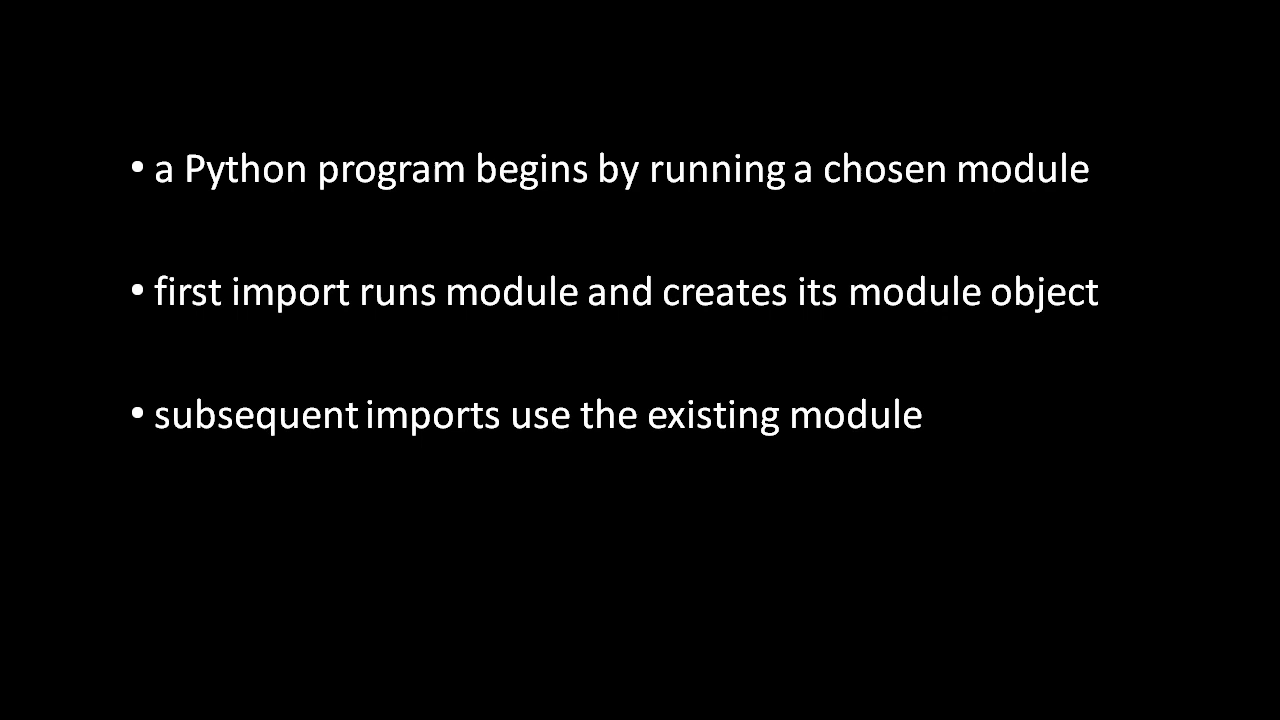 • a Python program begins by running a chosen module
• first import runs module and creates its module object
• subsequent imports use the existing module